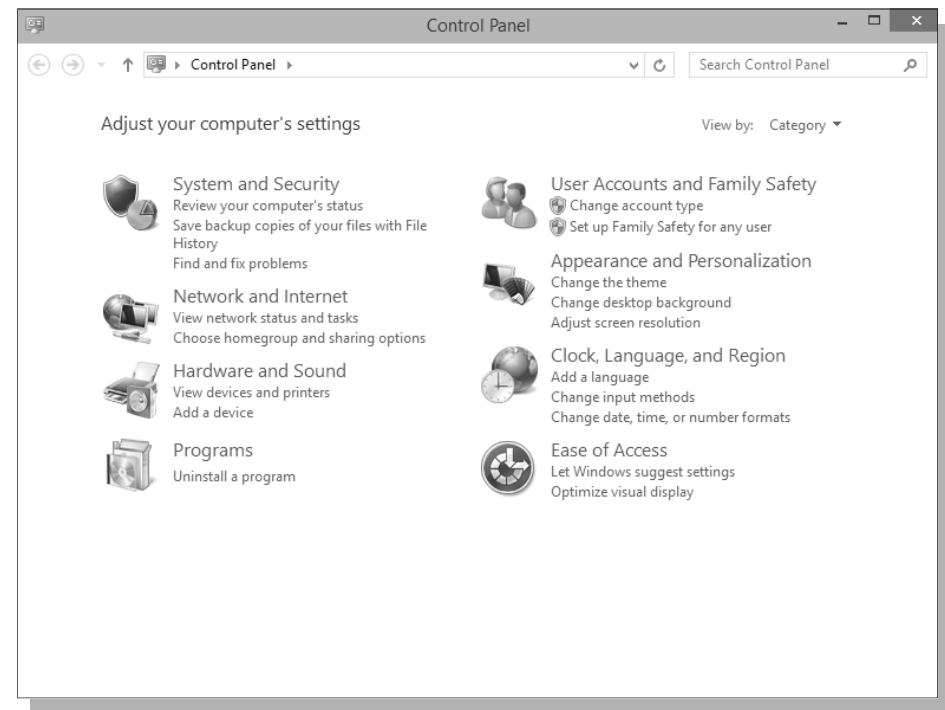 Control Panel
Control Panel
Search Control Panel
Adjust your computer's settings
View by: Category
System and Security
Review your computer's status
Save backup copies of your files with File
History
Find and fix problems
Network and Internet
View network status and tasks
Choose homegroup and sharing options
Hardware and Sound
View devices and printers
Add a device
Programs
Uninstall a program
User Accounts and Family Safety
Change account type
Set up Family Safety for any user
Appearance and Personalization
Change the theme
Change desktop background
Adjust screen resolution
Clock, Language, and Region
Add a language
Change input methods
Change date, time, or number formats
Ease of Access
Let Windows suggest settings
Optimize visual display